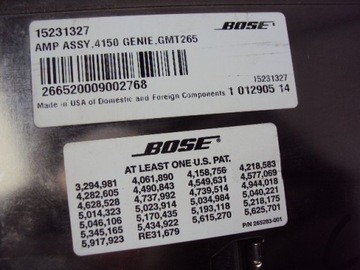 15231327
BOSE
AMP ASSY,4150 GENIE,GMT265
266520009002768
15231327
Made in USA of Domestic and Foreign Components 1 012905 14
BOSE
AT LEAST ONE U.S. PAT.
3,294,981 4,061,890 4,158,756 4,218,583
4,282,605 4,490,843 4,549,631 4,577,069
4,628,528 4,737,992 4,739,514 4,944,018
5,014,323 5,023,914 5,034,984 5,040,221
5,046,106 5,170,435 5,193,118 5,218,175
5,345,165 5,434,922 5,615,270 5,625,701
5,917,923 RE31,679
P/N 265283-001